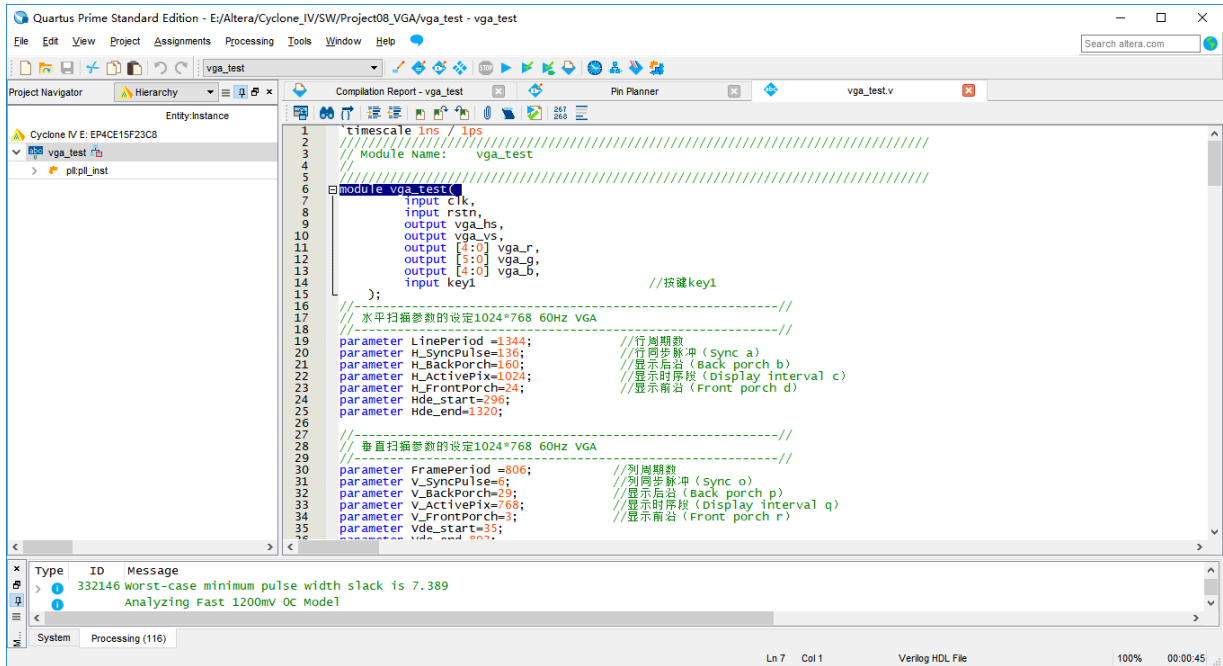 Quartus Prime Standard Edition - E:/Altera/Cyclone_IV/SW/Project08_VGA/vga_test - vga_test
File Edit View Project Assignments Processing Tools Window Help
Search altera.com
vga_test
Project Navigator Hierarchy
Compilation Report - vga_test Pin Planner vga_test.v
Entity:Instance
Cyclone IV E: EP4CE15F23C8
vga_test
pll:pll_inst
267
268
1 `timescale 1ns / 1ps
2 //////////////////////////////////////////////////////////////////////////////////
3 // Module Name: vga_test
4 //
5 //////////////////////////////////////////////////////////////////////////////////
6 module vga_test(
7 input clk,
8 input rstn,
9 output vga_hs,
10 output vga_vs,
11 output [4:0] vga_r,
12 output [5:0] vga_g,
13 output [4:0] vga_b,
14 input key1 //按键key1
15 );
16 //-----------------------------------------------------------//
17 // 水平扫描参数的设定1024*768 60Hz VGA
18 //-----------------------------------------------------------//
19 parameter LinePeriod =1344; //行周期数
20 parameter H_SyncPulse=136; //行同步脉冲（Sync a）
21 parameter H_BackPorch=160; //显示后沿（Back porch b）
22 parameter H_ActivePix=1024; //显示时序段（Display interval c）
23 parameter H_FrontPorch=24; //显示前沿（Front porch d）
24 parameter Hde_start=296;
25 parameter Hde_end=1320;
26
27 //-----------------------------------------------------------//
28 // 垂直扫描参数的设定1024*768 60Hz VGA
29 //-----------------------------------------------------------//
30 parameter FramePeriod =806; //列周期数
31 parameter V_SyncPulse=6; //列同步脉冲（Sync o）
32 parameter V_BackPorch=29; //显示后沿（Back porch p）
33 parameter V_ActivePix=768; //显示时序段（Display interval q）
34 parameter V_FrontPorch=3; //显示前沿（Front porch r）
35 parameter Vde_start=35;
36 parameter Vde_end=803;
Type ID Message
332146 Worst-case minimum pulse width slack is 7.389
Analyzing Fast 1200mV 0C Model
System Processing (116)
Ln 7 Col 1 Verilog HDL File 100% 00:00:45